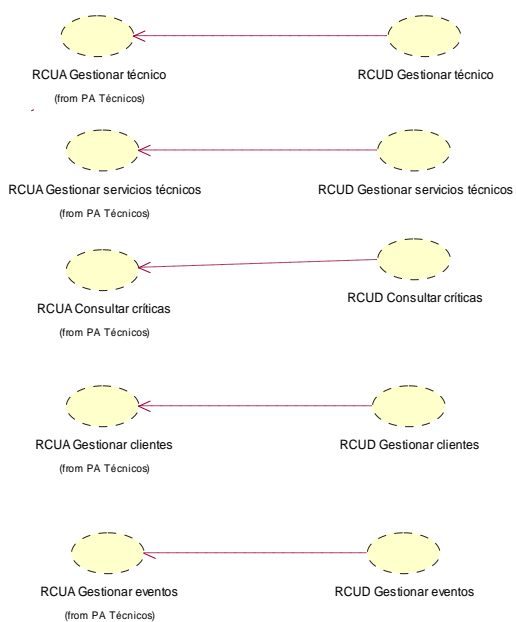 RCUA Gestionar técnico
RCUD Gestionar técnico
(from PA Técnicos)
RCUA Gestionar servicios técnicos
RCUD Gestionar servicios técnicos
(from PA Técnicos)
RCUA Consultar críticas
RCUD Consultar críticas
(from PA Técnicos)
RCUA Gestionar clientes
RCUD Gestionar clientes
(from PA Técnicos)
RCUA Gestionar eventos
RCUD Gestionar eventos
(from PA Técnicos)